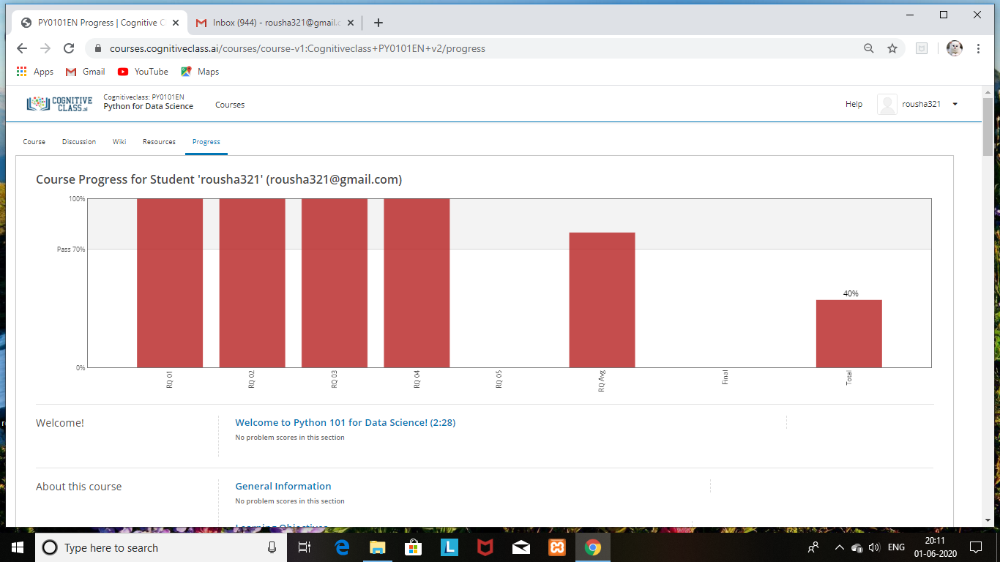 PY0101EN Progress | Cognitive C
Inbox (944) - rousha321@gmail.c
courses.cognitiveclass.ai/courses/course-v1:Cognitiveclass+PY0101EN+v2/progress
Apps Gmail YouTube Maps
COGNITIVE CLASS.ai
Cognitiveclass: PY0101EN
Python for Data Science
Courses
Help
rousha321
Course Discussion Wiki Resources Progress
Course Progress for Student 'rousha321' (rousha321@gmail.com)
100%
Pass 70%
40%
0%
RQ 01 RQ 02 RQ 03 RQ 04 RQ 05 RQ Avg Final Total
Welcome!
Welcome to Python 101 for Data Science! (2:28)
No problem scores in this section
About this course
General Information
No problem scores in this section
Learning Objectives
Type here to search
L
ENG
20:11
01-06-2020